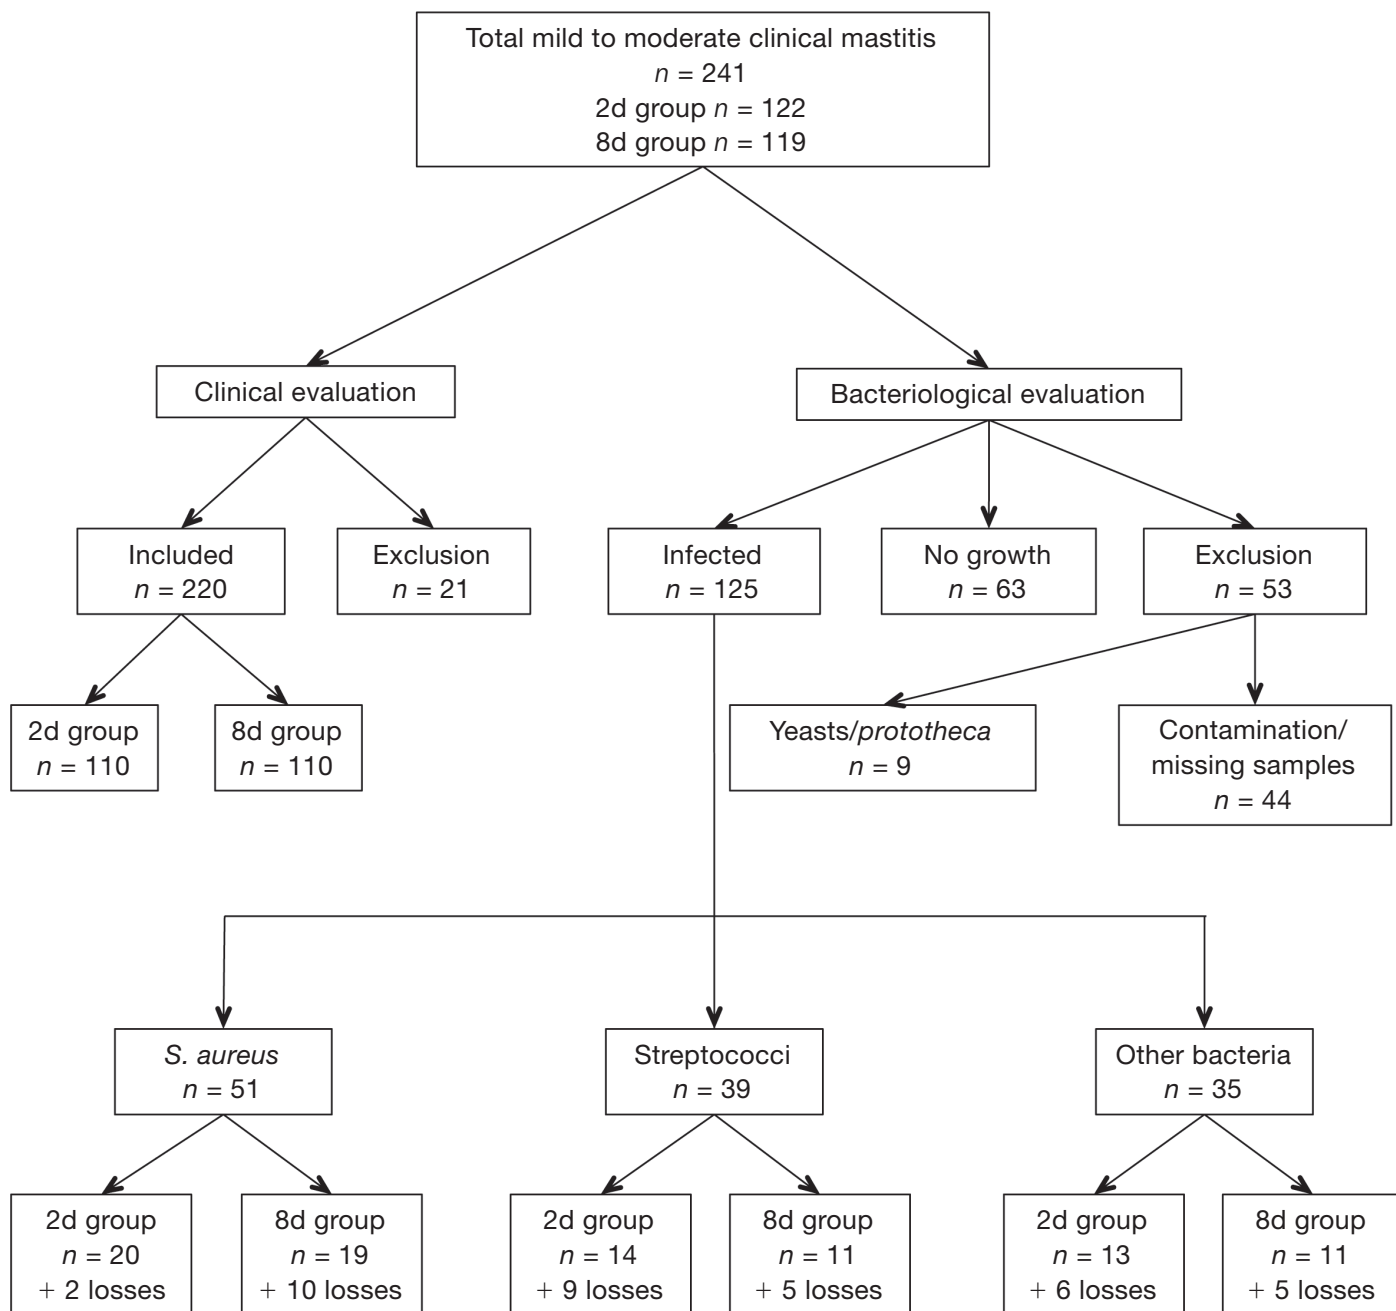 Total mild to moderate clinical mastitis
n = 241
2d group n = 122
8d group n = 119
Clinical evaluation
Bacteriological evaluation
Included
n = 220
Exclusion
n = 21
Infected
n = 125
No growth
n = 63
Exclusion
n = 53
2d group
n = 110
8d group
n = 110
Yeasts/prototheca
n = 9
Contamination/
missing samples
n = 44
S. aureus
n = 51
Streptococci
n = 39
Other bacteria
n = 35
2d group
n = 20
+ 2 losses
8d group
n = 19
+ 10 losses
2d group
n = 14
+ 9 losses
8d group
n = 11
+ 5 losses
2d group
n = 13
+ 6 losses
8d group
n = 11
+ 5 losses